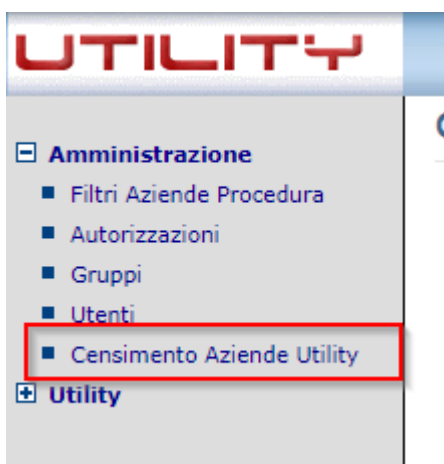 UTILITY
Amministrazione
Filtri Aziende Procedura
Autorizzazioni
Gruppi
Utenti
Censimento Aziende Utility
Utility